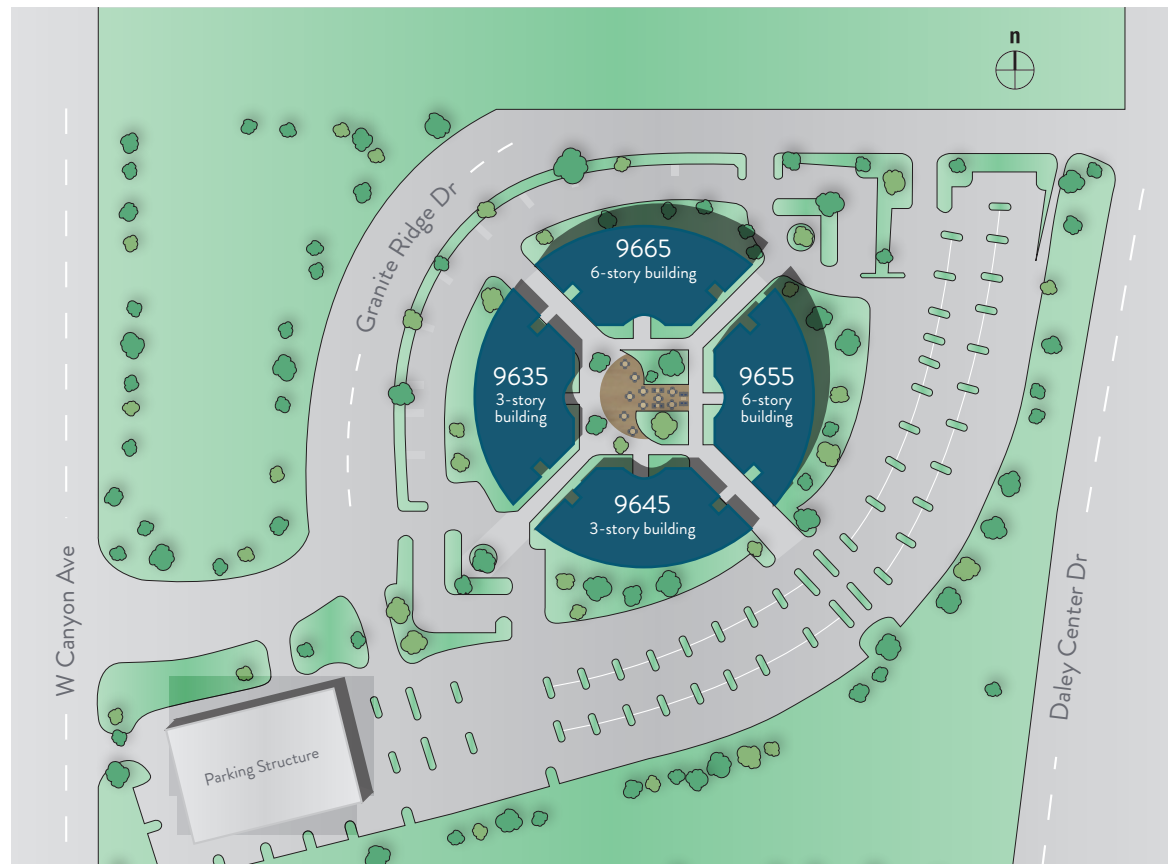 n
Granite Ridge Dr
9665
6-story building
9635
3-story
building
9655
6-story
building
9645
3-story building
W Canyon Ave
Daley Center Dr
Parking Structure